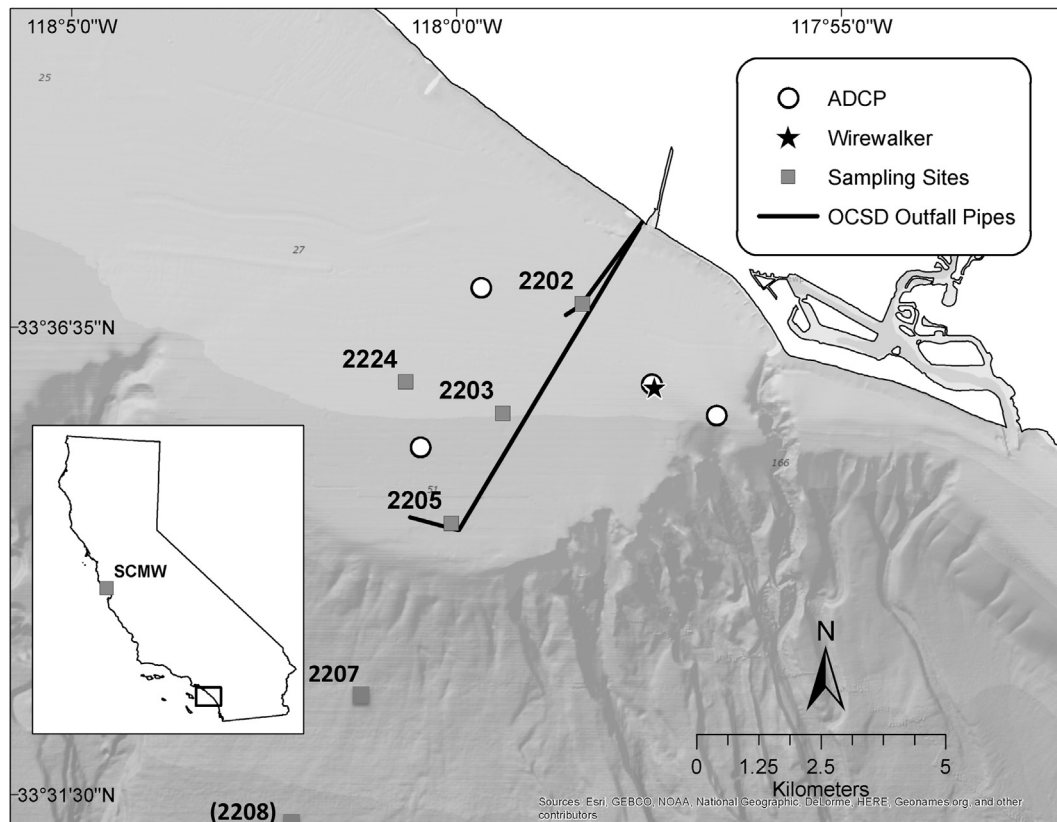 118°5'0"W
118°0'0"W
117°55'0"W
25
ADCP
Wirewalker
Sampling Sites
OCSD Outfall Pipes
27
2202
33°36'35"N
2224
2203
166
51
2205
SCMW
N
2207
0 1.25 2.5 5
Kilometers
33°31'30"N
(2208)
Sources: Esri, GEBCO, NOAA, National Geographic, DeLorme, HERE, Geonames.org, and other
contributors